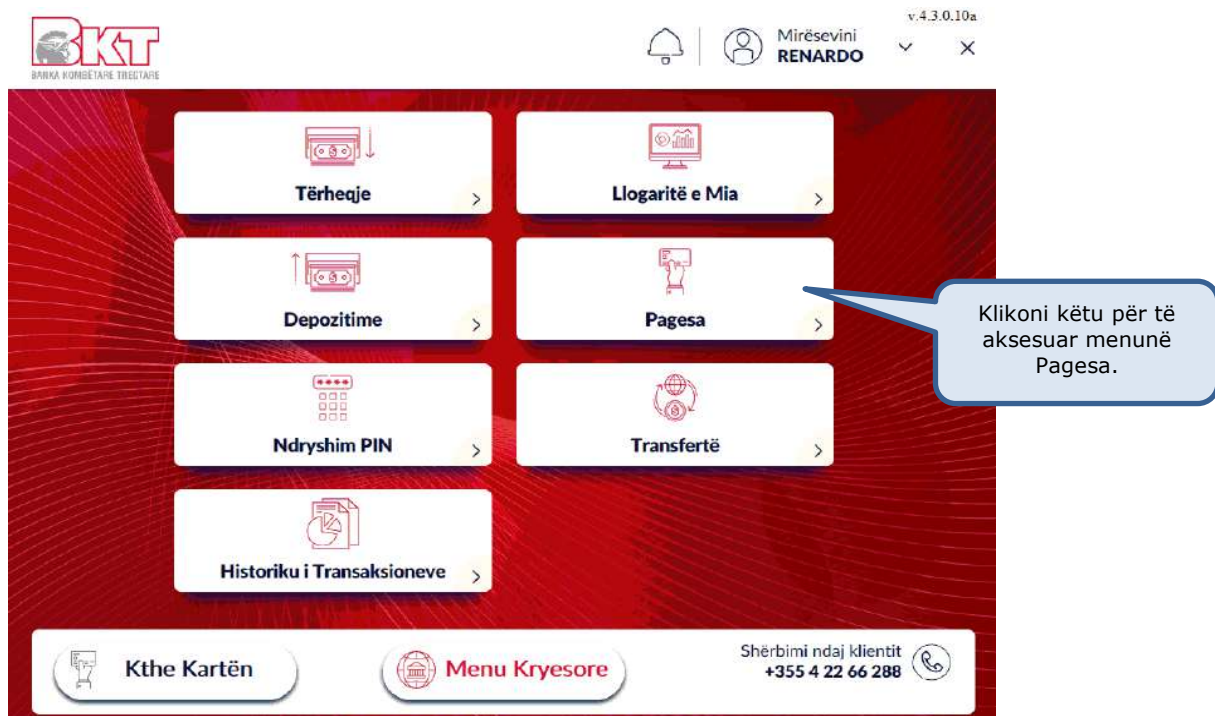 v.4.3.0.10a
BKT
BANKA KOMBËTARE TREGTARE
Mirësevini
RENARDO
Tërheqje
Llogaritë e Mia
Depozitime
Pagesa
Klikoni këtu për të
aksesuar menunë
Pagesa.
Ndryshim PIN
Transfertë
Historiku i Transaksioneve
Kthe Kartën
Menu Kryesore
Shërbimi ndaj klientit
+355 4 22 66 288